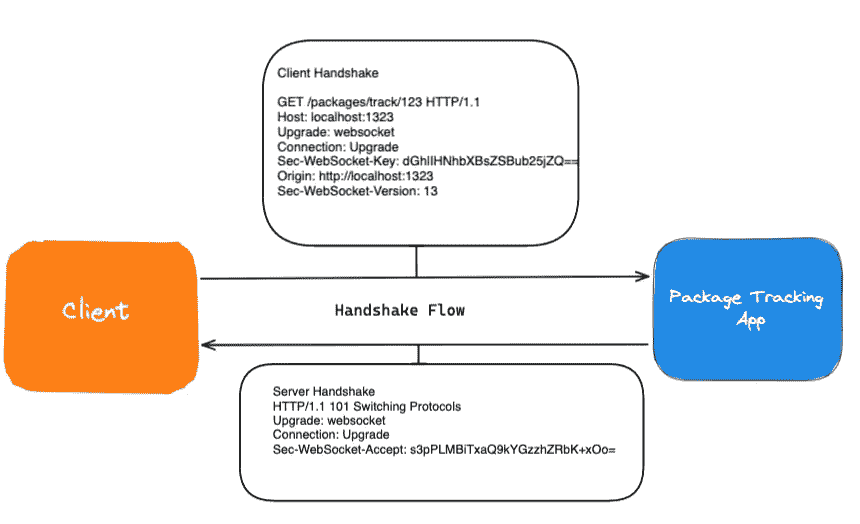 Client Handshake
GET /packages/track/123 HTTP/1.1
Host: localhost:1323
Upgrade: websocket
Connection: Upgrade
Sec-WebSocket-Key: dGhlIHNhbXBsZSBub25jZQ==
Origin: http://localhost:1323
Sec-WebSocket-Version: 13
Client
Handshake Flow
Package Tracking
App
Server Handshake
HTTP/1.1 101 Switching Protocols
Upgrade: websocket
Connection: Upgrade
Sec-WebSocket-Accept: s3pPLMBiTxaQ9kYGzzhZRbK+xOo=